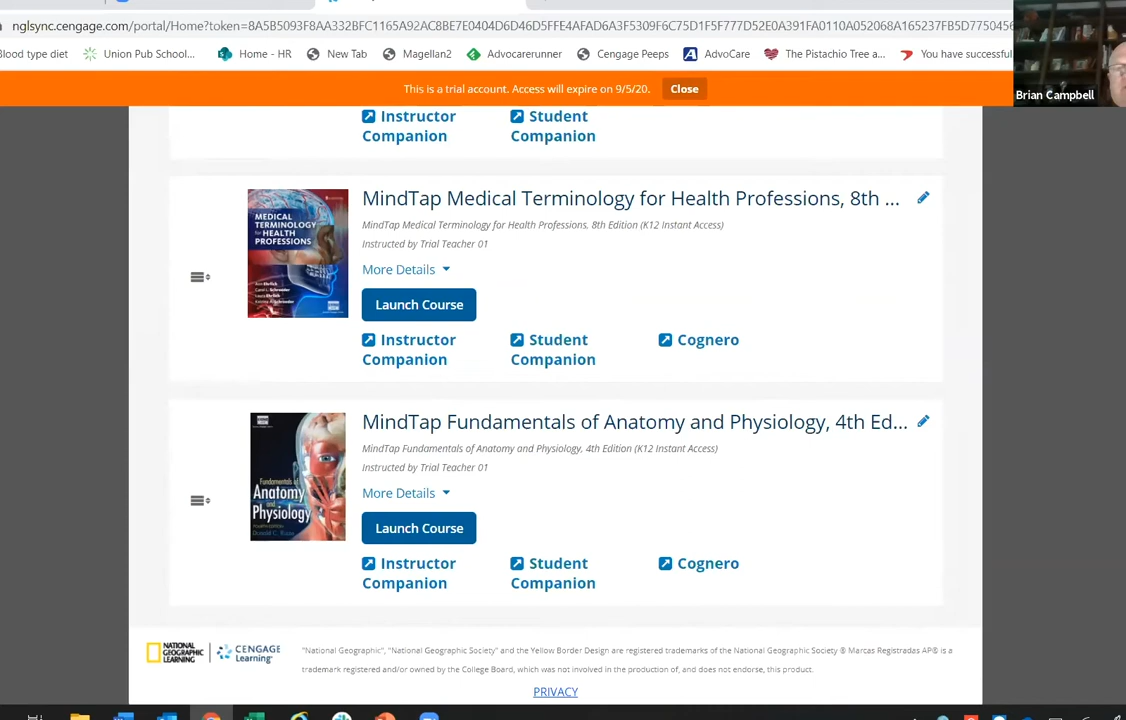 nglsync.cengage.com/portal/Home?token=8A5B5093F8AA332BFC1165A92AC8BE7E0404D6D46D5FFE4AFAD6A3F5309F6C75D1F5F777D52E0A391FA0110A052068A165237FB5D7750456
Blood type diet Union Pub School... Home - HR New Tab Magellan2 Advocarerunner Cengage Peeps AdvoCare The Pistachio Tree a... You have successful
This is a trial account. Access will expire on 9/5/20. Close
Brian Campbell
Instructor Companion
Student Companion
MindTap Medical Terminology for Health Professions, 8th ...
MindTap Medical Terminology for Health Professions, 8th Edition (K12 Instant Access)
Instructed by Trial Teacher 01
More Details
Launch Course
Instructor Companion
Student Companion
Cognero
MEDICAL
TERMINOLOGY
for HEALTH
PROFESSIONS
MindTap Fundamentals of Anatomy and Physiology, 4th Ed...
MindTap Fundamentals of Anatomy and Physiology, 4th Edition (K12 Instant Access)
Instructed by Trial Teacher 01
More Details
Launch Course
Instructor Companion
Student Companion
Cognero
Fundamentals of
Anatomy
and
Physiology
NATIONAL
GEOGRAPHIC
LEARNING
CENGAGE
Learning
"National Geographic", "National Geographic Society" and the Yellow Border Design are registered trademarks of the National Geographic Society ® Marcas Registradas AP® is a
trademark registered and/or owned by the College Board, which was not involved in the production of, and does not endorse, this product.
PRIVACY